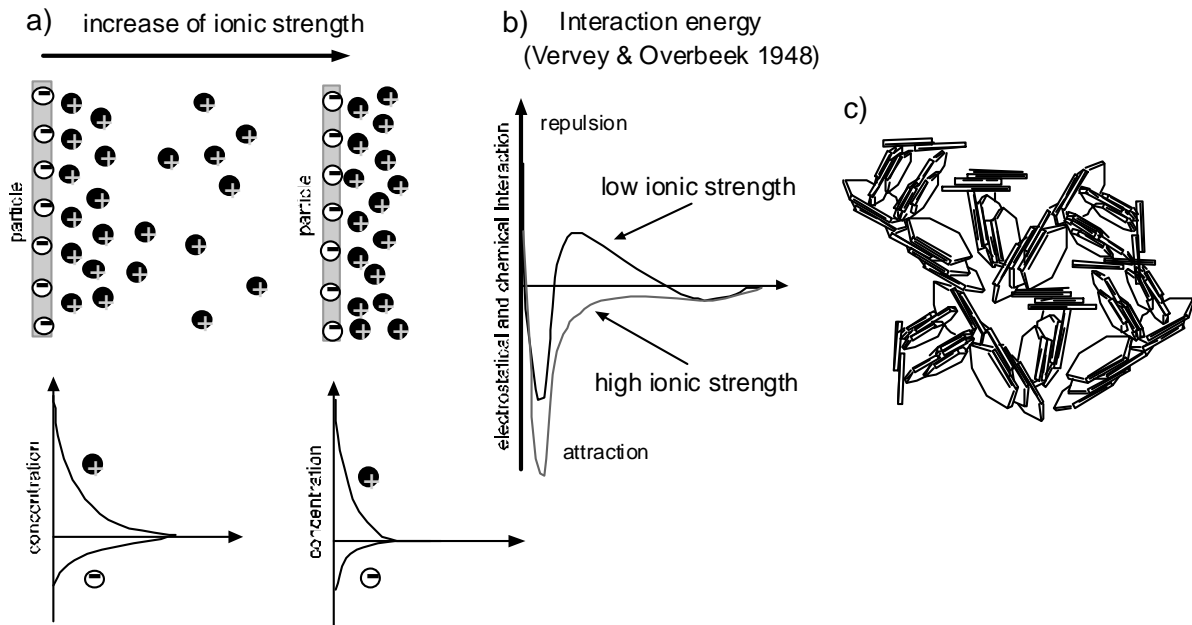 a)
increase of ionic strength
particle
particle
concentration
concentration
b)
Interaction energy
(Vervey & Overbeek 1948)
electrostatical and chemical Interaction
repulsion
low ionic strength
high ionic strength
attraction
c)